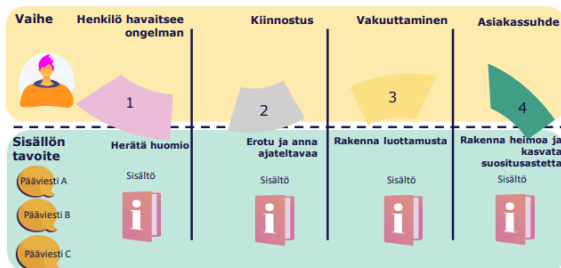 Vaihe
Henkilö havaitsee
ongelman
Kiinnostus
Vakuuttaminen
Asiakassuhde
1
2
3
4
Sisällön
tavoite
Herätä huomio
Erotu ja anna
ajateltavaa
Rakenna luottamusta
Rakenna heimoa ja
kasvata
suositusastetta
Pääviesti A
Pääviesti B
Pääviesti C
Sisältö
Sisältö
Sisältö
Sisältö
i
i
i
i